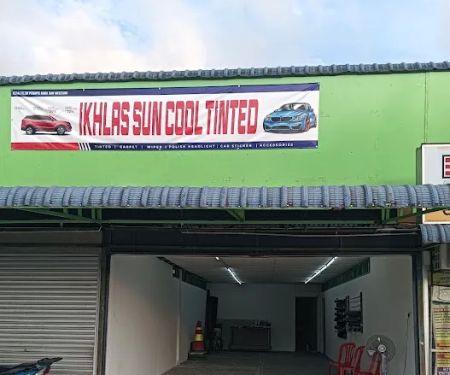 IKHLAS SUN COOL TINTED
TINTED | CARPET | WIPER | POLISH HEADLIGHT | CAR STICKER | ACCESSORIES